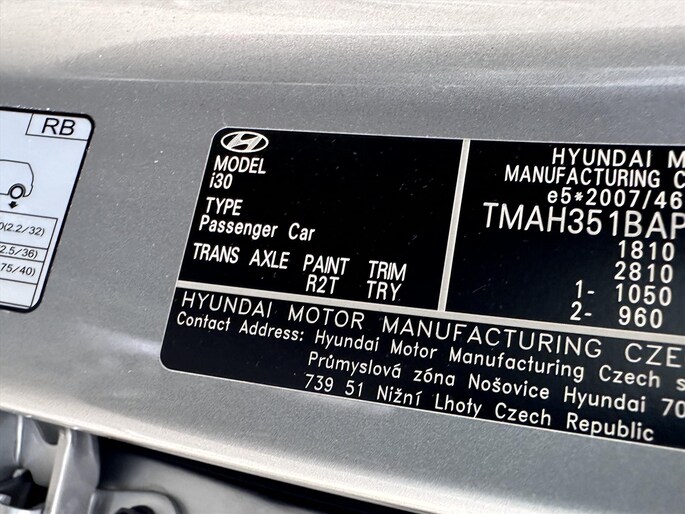 RB
0(2.2/32)
2.5/36)
75/40)
MODEL
i30
TYPE
Passenger Car
TRANS AXLE PAINT TRIM
R2T TRY
HYUNDAI M
MANUFACTURING C
e5*2007/46
TMAH351BAP
1810
2810
1- 1050
2- 960
HYUNDAI MOTOR MANUFACTURING CZE
Contact Address: Hyundai Motor Manufacturing Czech s
Průmyslová zóna Nošovice Hyundai 70
739 51 Nižní Lhoty Czech Republic